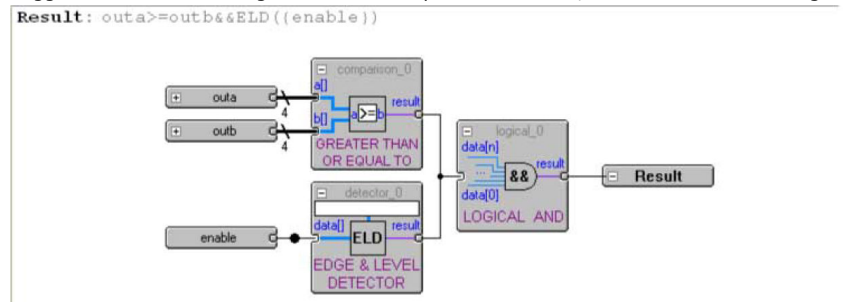 Result: outa>=outb&&ELD((enable))
comparison_0
a[]
outa
4
result
a>=b
b[]
outb
4
GREATER THAN
OR EQUAL TO
logical_0
data[n]
...
&&
result
Result
data[0]
LOGICAL AND
detector_0
data[]
result
enable
ELD
EDGE & LEVEL
DETECTOR